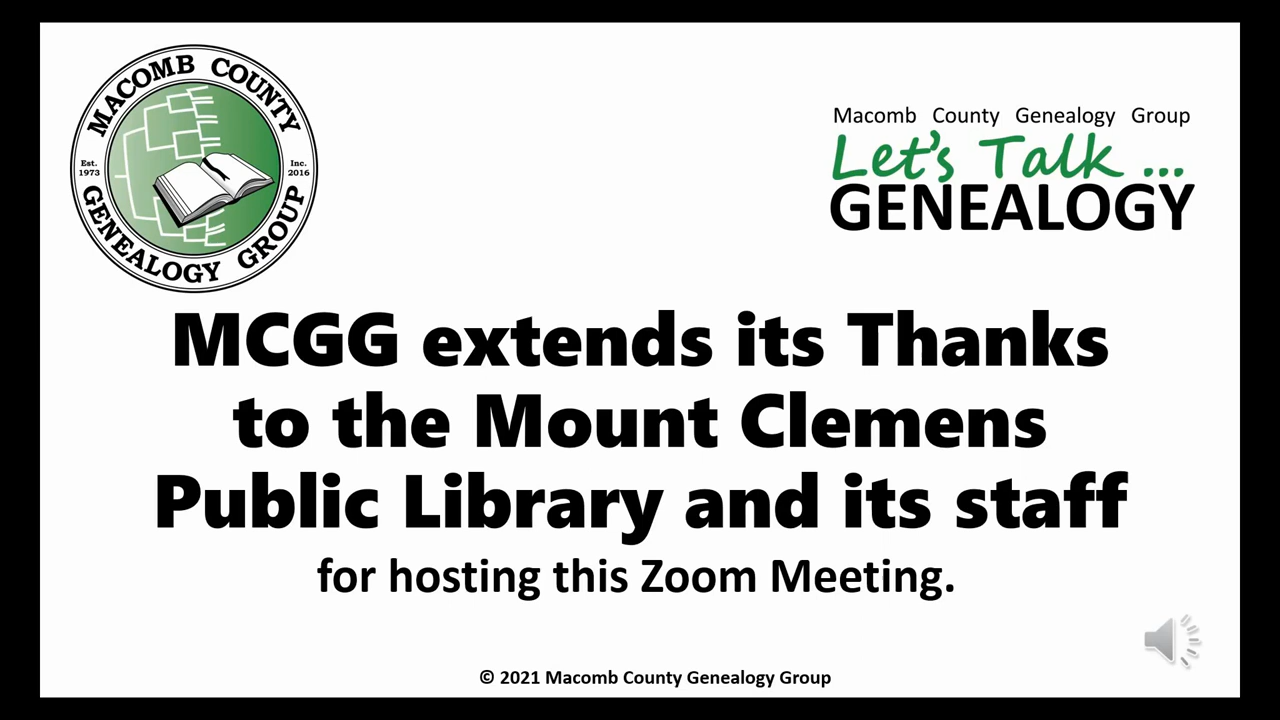 MACOMB COUNTY
Est.
1973
Inc.
2016
GENEALOGY GROUP
Macomb County Genealogy Group
Let's Talk ...
GENEALOGY
MCGG extends its Thanks
to the Mount Clemens
Public Library and its staff
for hosting this Zoom Meeting.
© 2021 Macomb County Genealogy Group